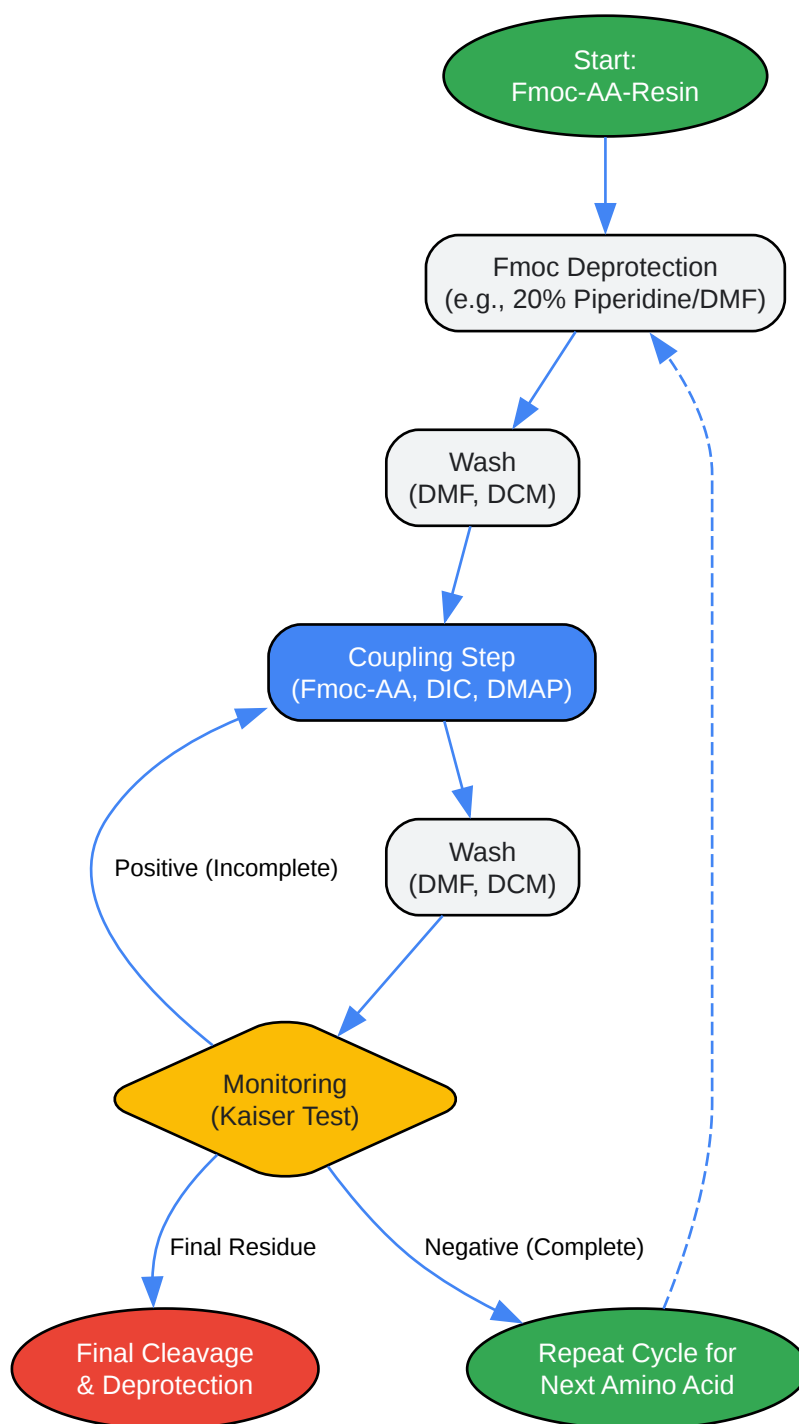 Start:
Fmoc-AA-Resin
Fmoc Deprotection
(e.g., 20% Piperidine/DMF)
Wash
(DMF, DCM)
Coupling Step
(Fmoc-AA, DIC, DMAP)
Positive (Incomplete)
Wash
(DMF, DCM)
Monitoring
(Kaiser Test)
Final Residue
Negative (Complete)
Final Cleavage
& Deprotection
Repeat Cycle for
Next Amino Acid